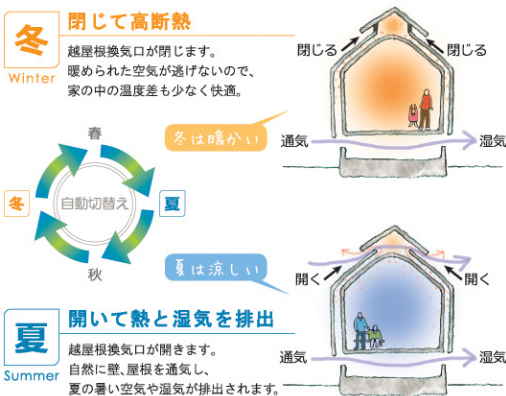 冬
Winter
閉じて高断熱
越屋根換気口が閉じます。
暖められた空気が逃げないので、
家の中の温度差も少なく快適。
閉じる
閉じる
冬は暖かい
通気
湿気
春
冬
自動切替え
夏
秋
夏は涼しい
開く
開く
通気
湿気
夏
Summer
開いて熱と湿気を排出
越屋根換気口が開きます。
自然に壁、屋根を通気し、
夏の暑い空気や湿気が排出されます。